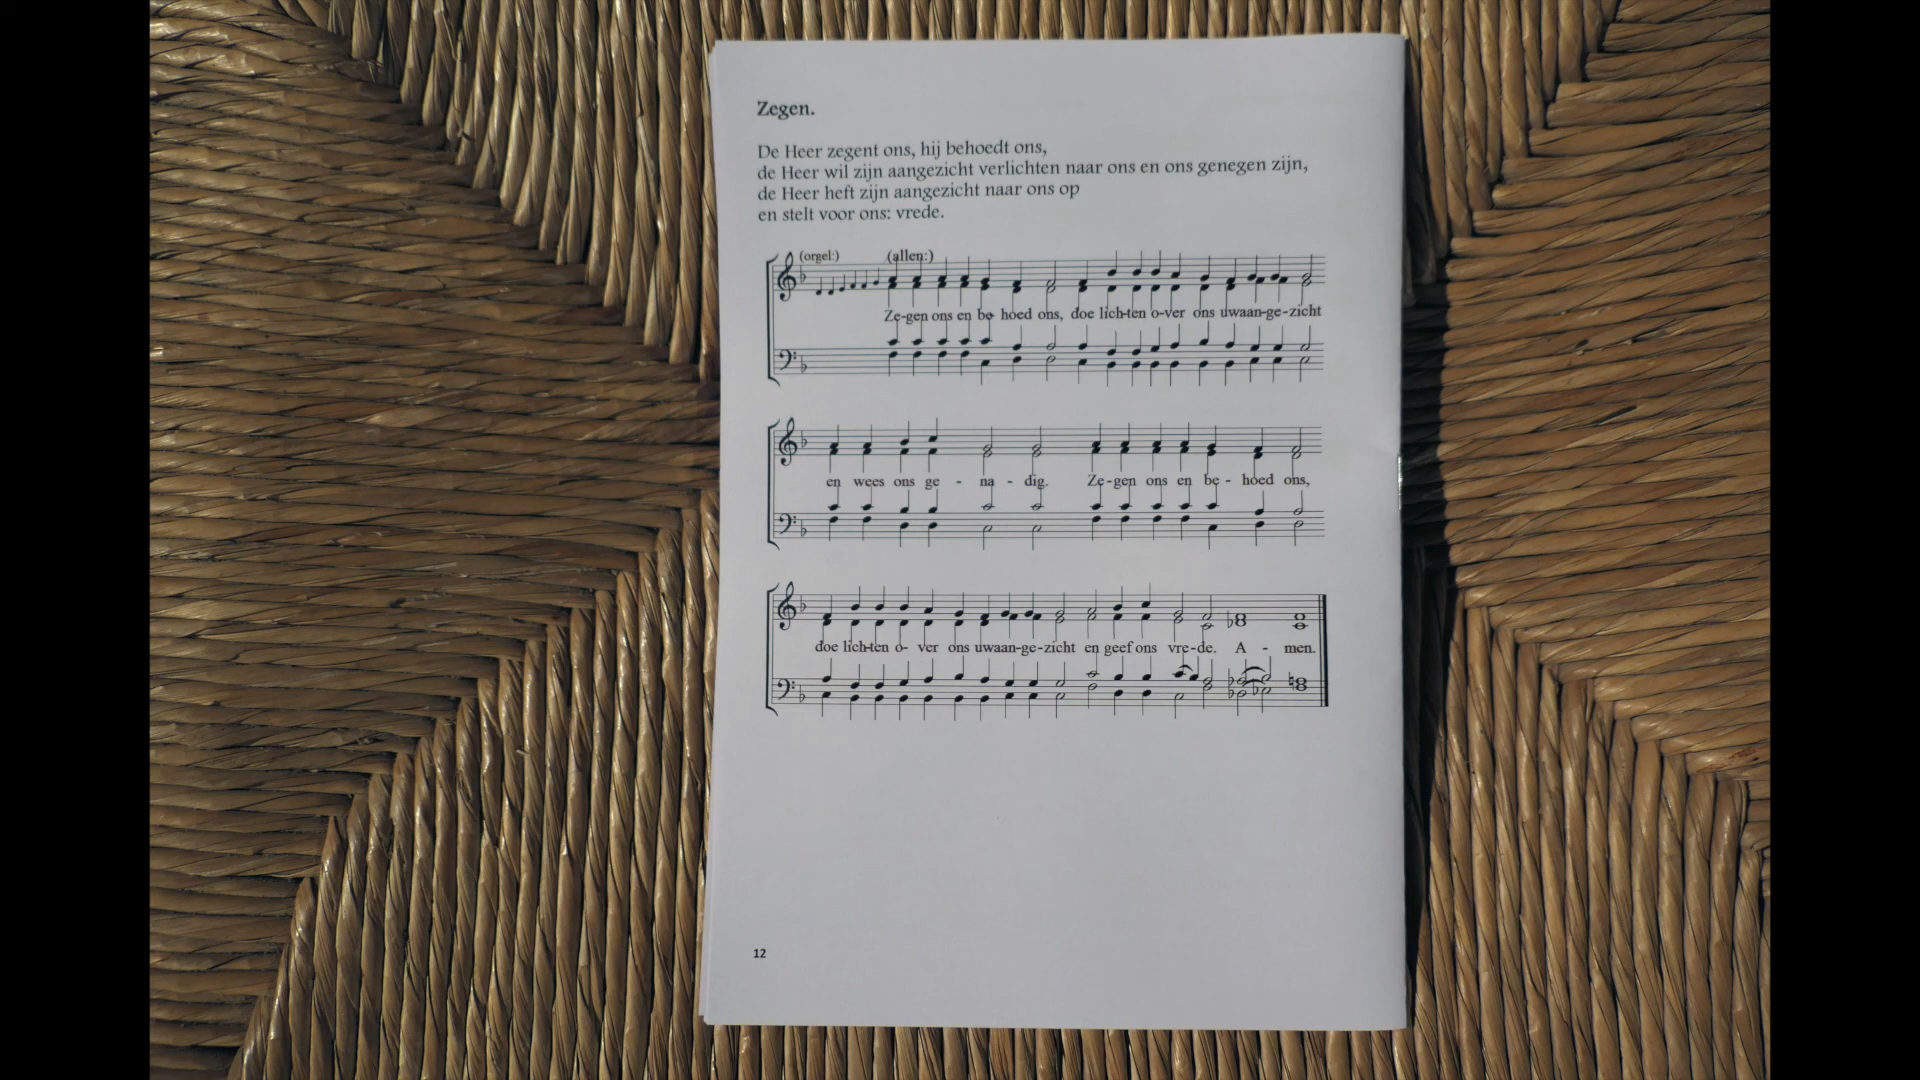 Zegen.
De Heer zegent ons, hij behoedt ons,
de Heer wil zijn aangezicht verlichten naar ons en ons genegen zijn,
de Heer heft zijn aangezicht naar ons op
en stelt voor ons: vrede.
(orgel:) (allen:)
Ze-gen ons en be- hoed ons, doe lich-ten o-ver ons uwaan-ge-zicht
en wees ons ge - na - dig. Ze-gen ons en be - hoed ons,
doe lich-ten o- ver ons uwaan-ge-zicht en geef ons vre-de. A - men.
12